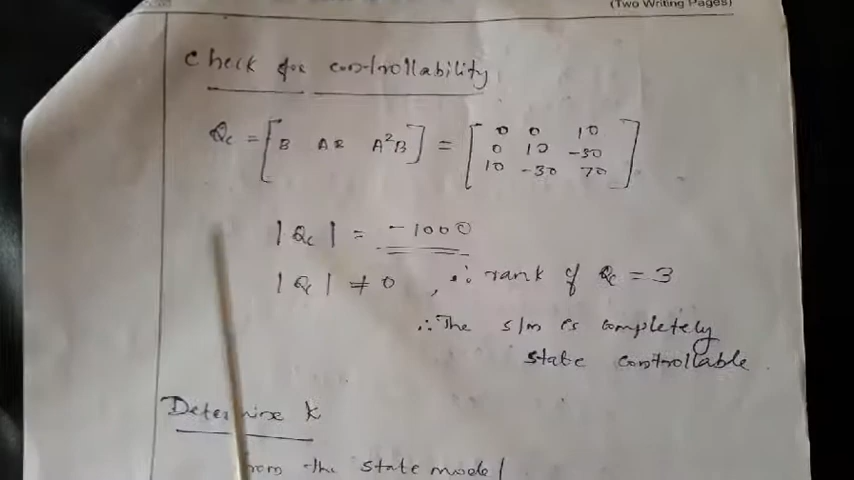 (Two Writing Pages)
Check for controllability
Qc = [B AB A²B] = [0 0 10
0 10 -30
10 -30 70]
|Qc| = -1000
|Qc| ≠ 0, ∴ rank of Qc = 3
∴ The s/m is completely
state controllable.
Determine k
from the state model